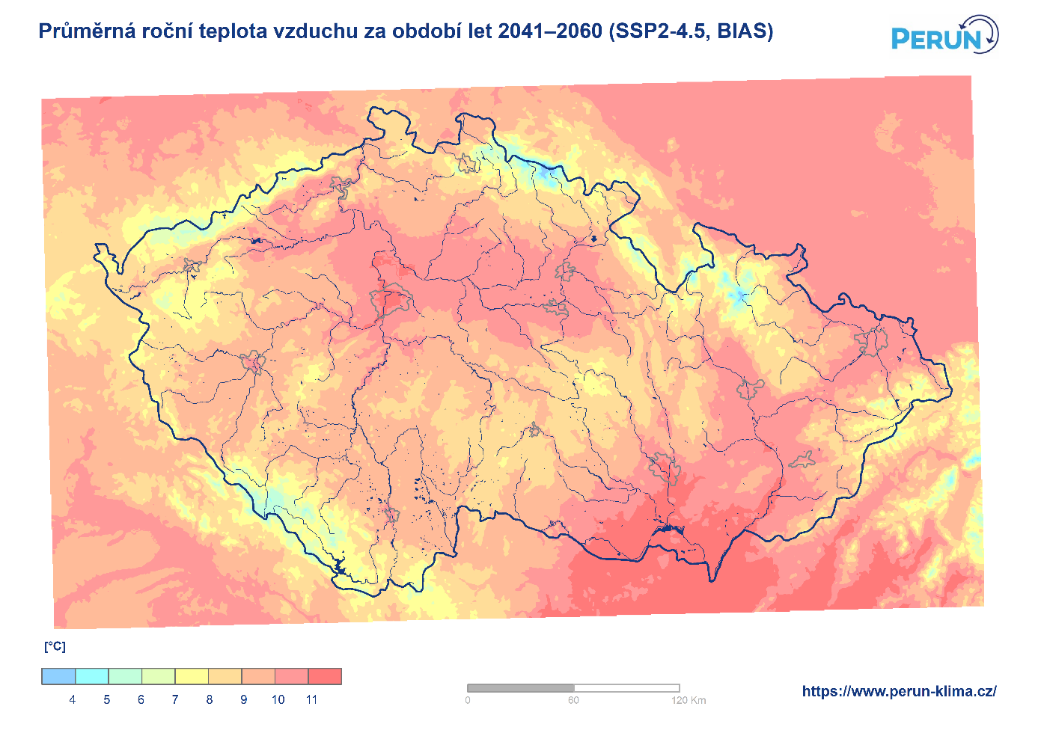 Průměrná roční teplota vzduchu za období let 2041–2060 (SSP2-4.5, BIAS)
PERUN
[°C]
4 5 6 7 8 9 10 11
0 60 120 Km
https://www.perun-klima.cz/